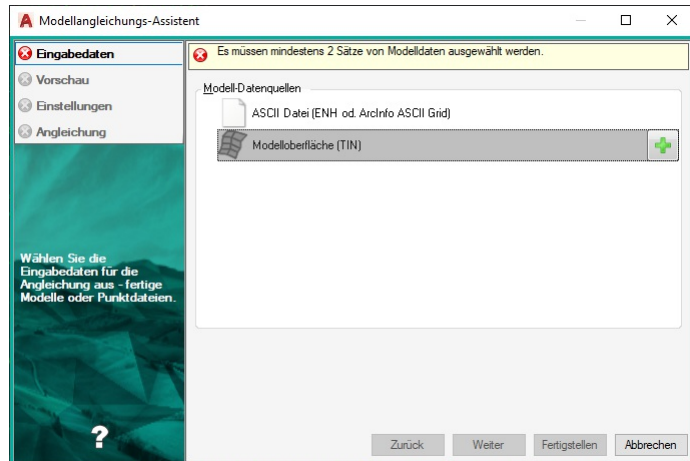 Modellangleichungs-Assistent
Eingabedaten
Vorschau
Einstellungen
Angleichung
Wählen Sie die
Eingabedaten für die
Angleichung aus - fertige
Modelle oder Punktdateien.
?
Es müssen mindestens 2 Sätze von Modelldaten ausgewählt werden.
Modell-Datenquellen
ASCII Datei (ENH od. ArcInfo ASCII Grid)
Modelloberfläche (TIN)
Zurück Weiter Fertigstellen Abbrechen